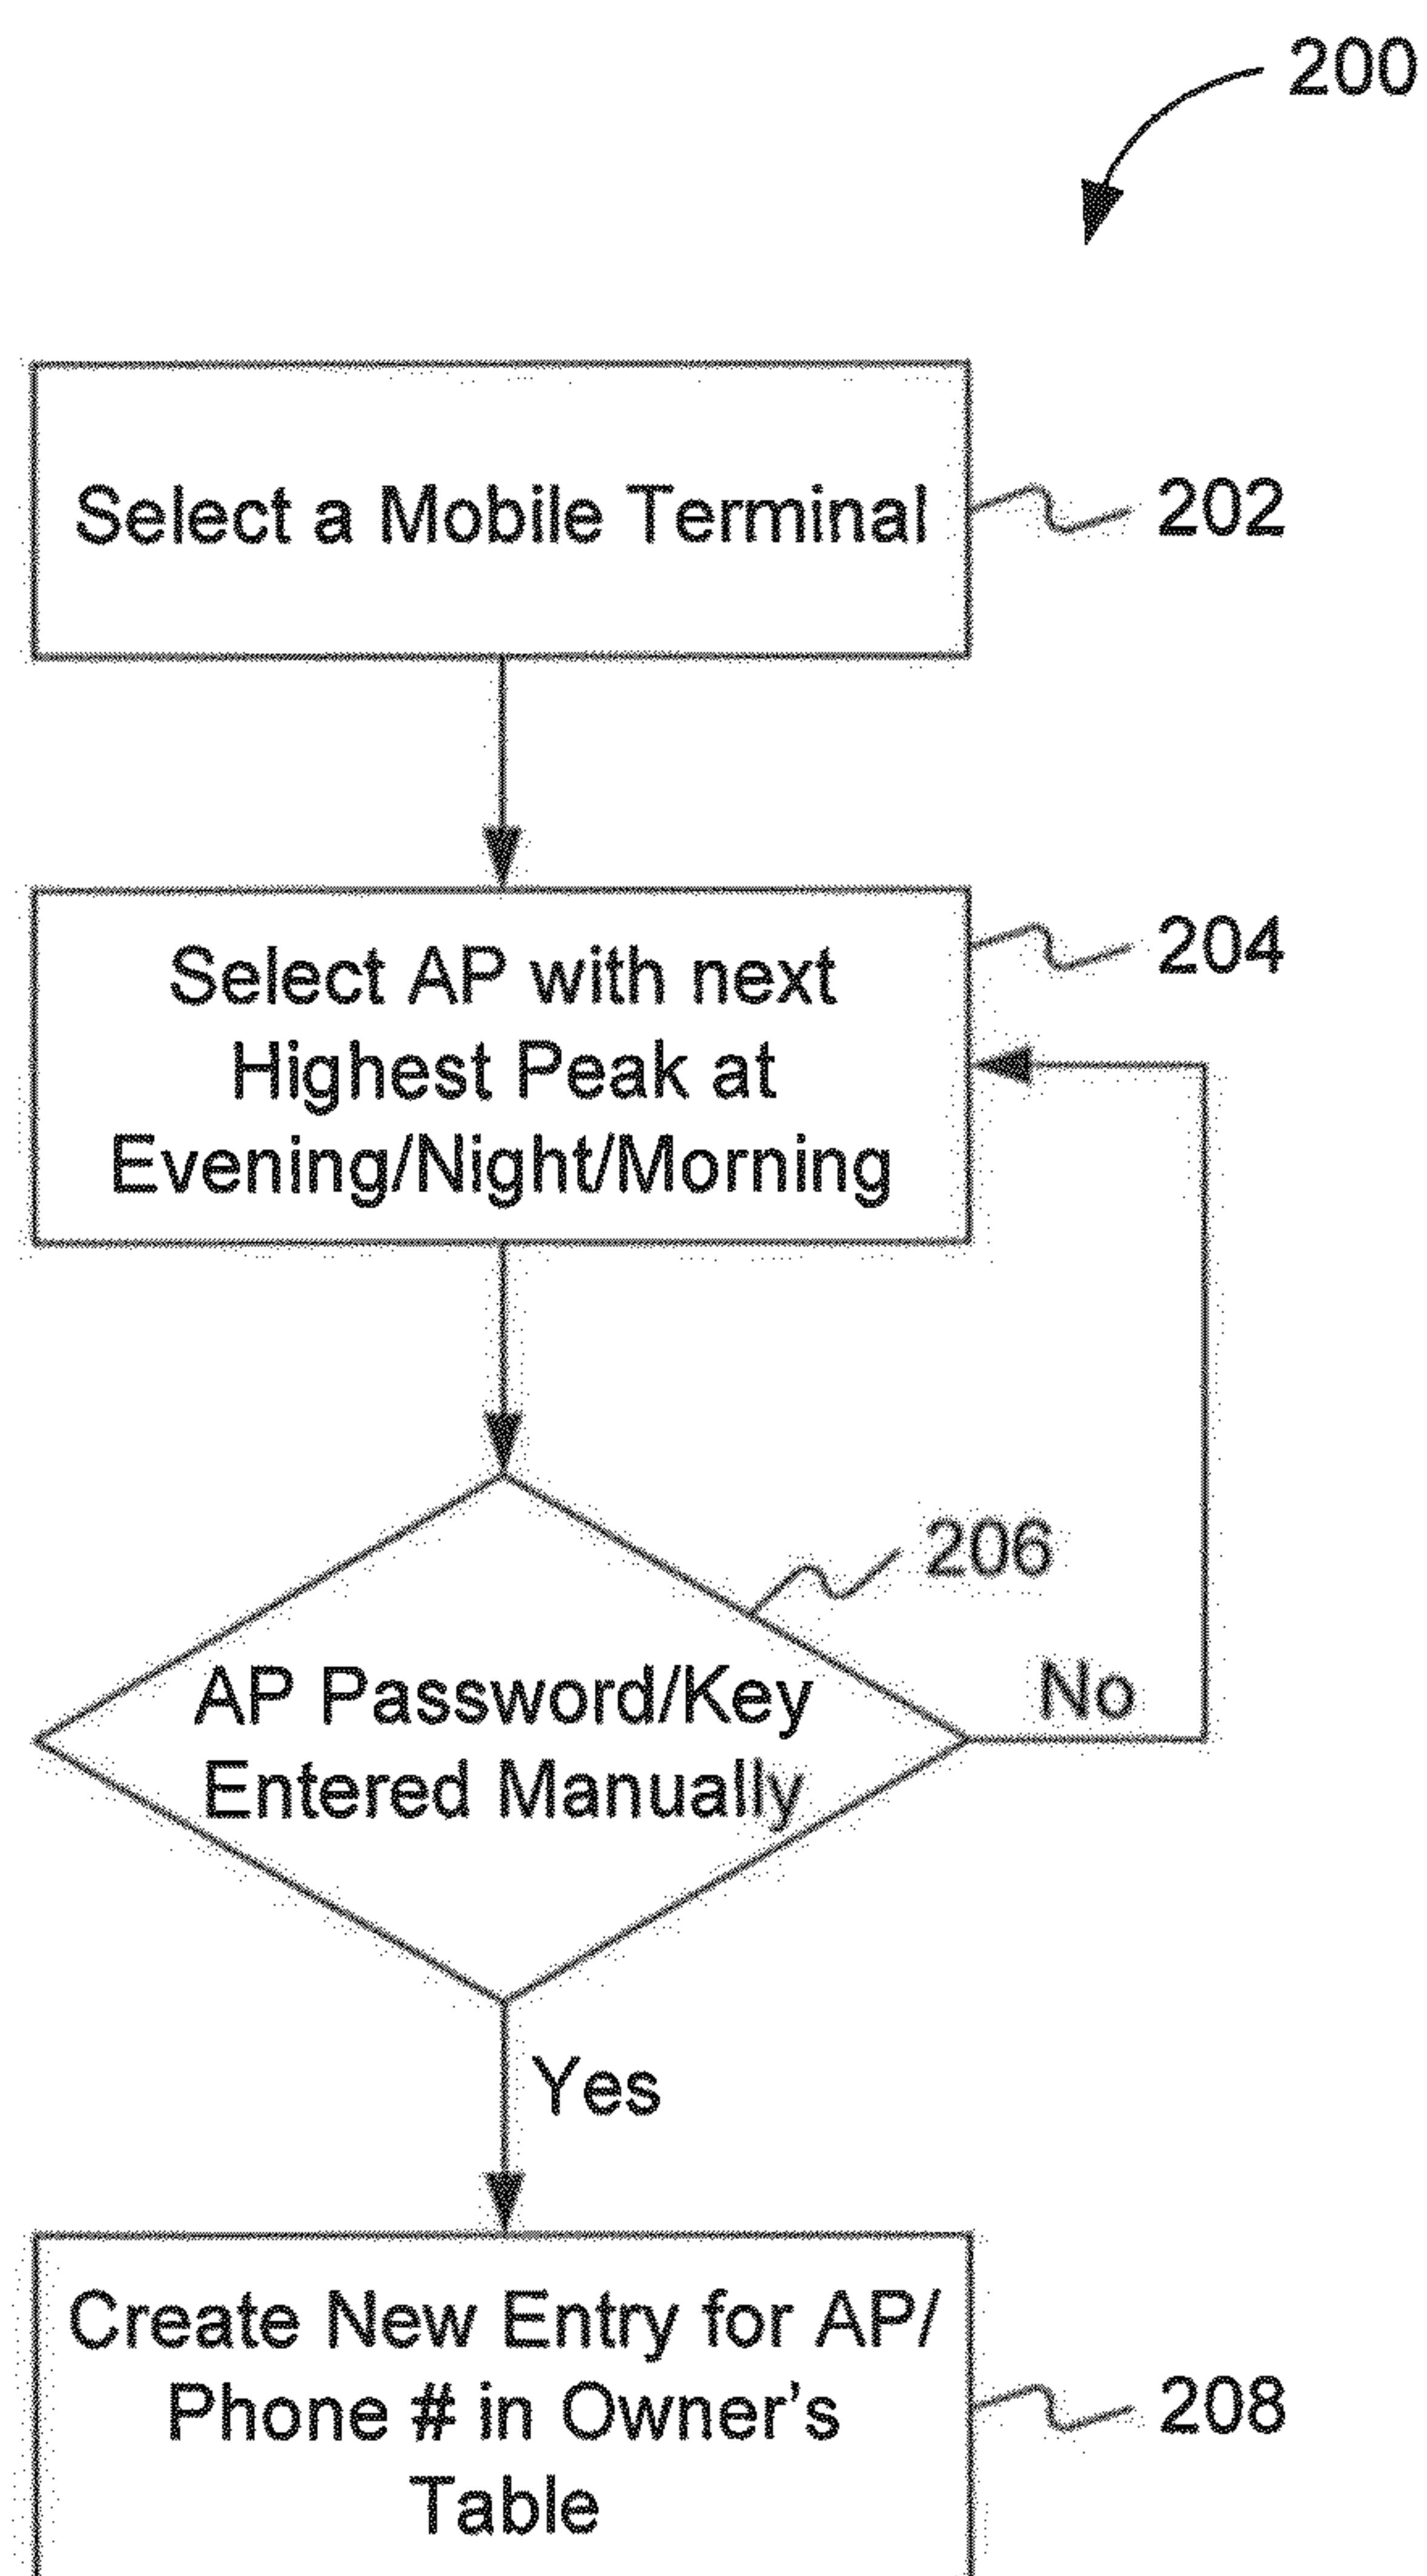 200
Select a Mobile Terminal
202
Select AP with next
Highest Peak at
Evening/Night/Morning
204
206
AP Password/Key
Entered Manually
No
Yes
Create New Entry for AP/
Phone # in Owner's
Table
208